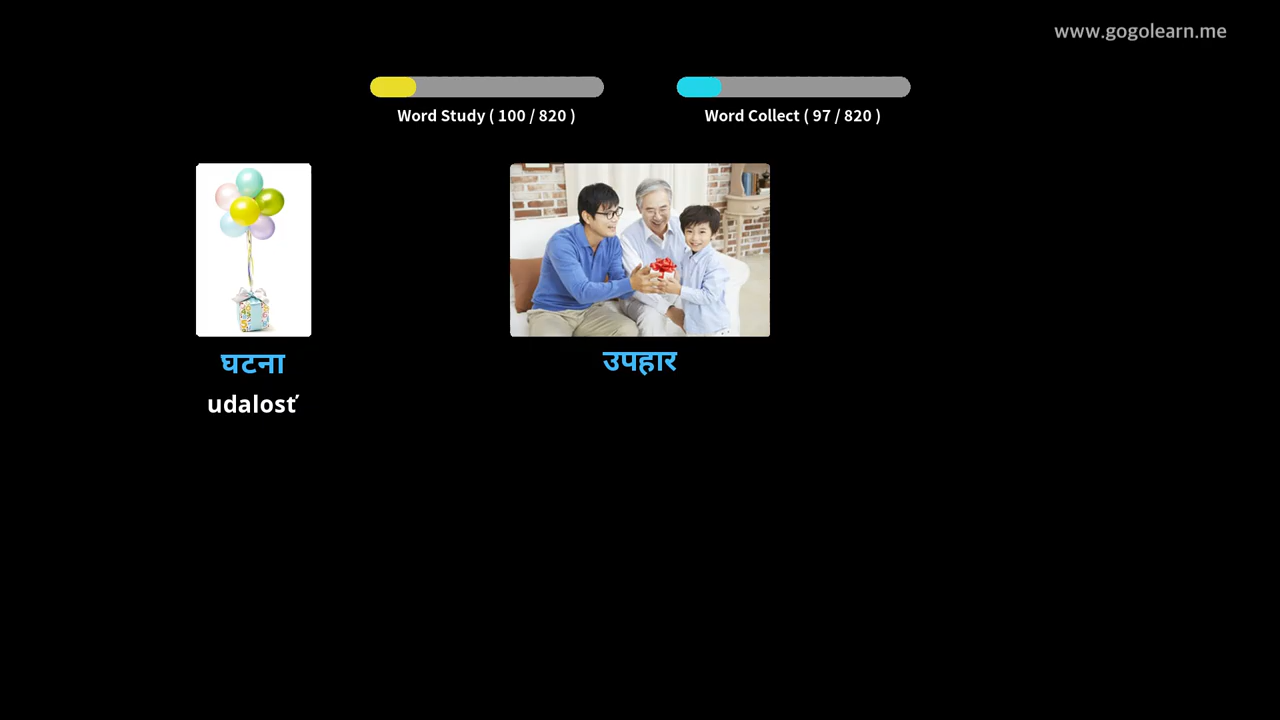 www.gogolearn.me
Word Study ( 100 / 820 )
Word Collect ( 97 / 820 )
घटना
उपहार
udalosť